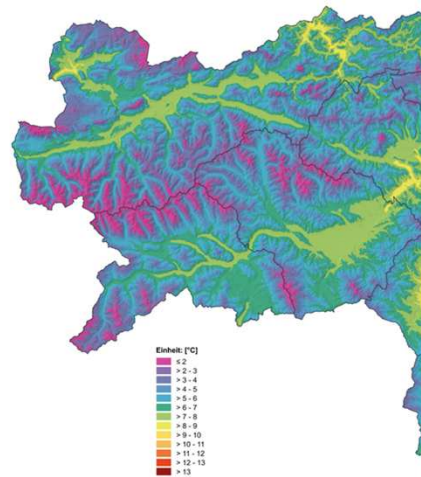 Einheit: [°C]
≤ 2
> 2 - 3
> 3 - 4
> 4 - 5
> 5 - 6
> 6 - 7
> 7 - 8
> 8 - 9
> 9 - 10
> 10 - 11
> 11 - 12
> 12 - 13
> 13